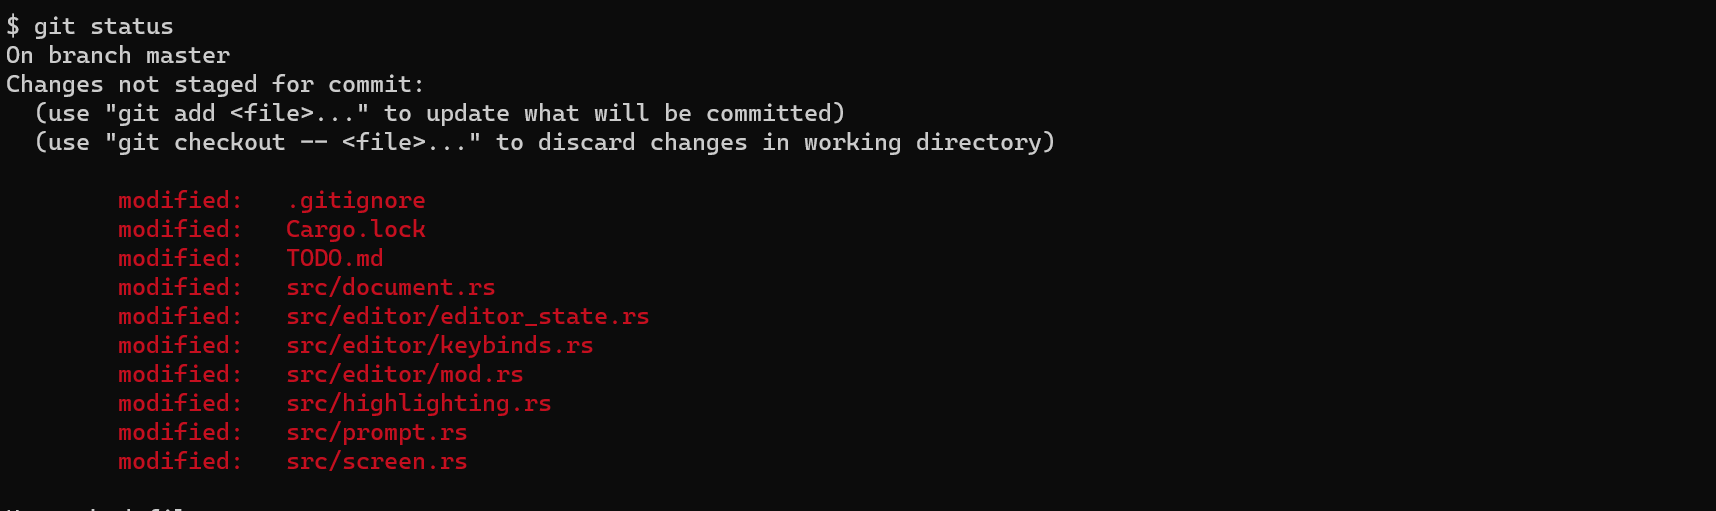 $ git status
On branch master
Changes not staged for commit:
  (use "git add <file>..." to update what will be committed)
  (use "git checkout -- <file>..." to discard changes in working directory)

        modified:   .gitignore
        modified:   Cargo.lock
        modified:   TODO.md
        modified:   src/document.rs
        modified:   src/editor/editor_state.rs
        modified:   src/editor/keybinds.rs
        modified:   src/editor/mod.rs
        modified:   src/highlighting.rs
        modified:   src/prompt.rs
        modified:   src/screen.rs